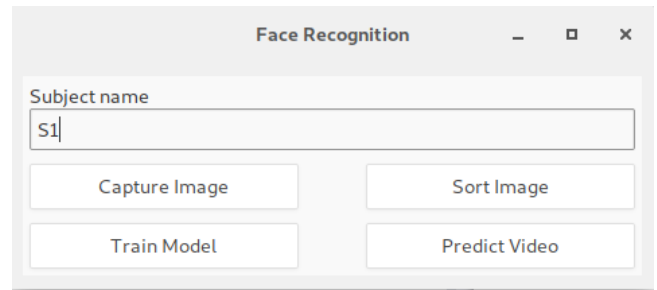 Face Recognition
Subject name
S1
Capture Image Sort Image
Train Model Predict Video